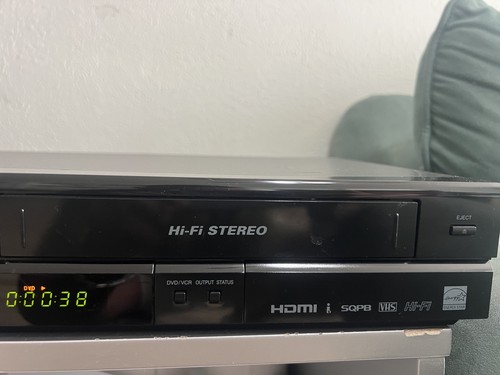 Hi-Fi STEREO
EJECT
DVD
0:00:38
DVD/VCR OUTPUT STATUS
HDMI i SQPB VHS Hi-Fi